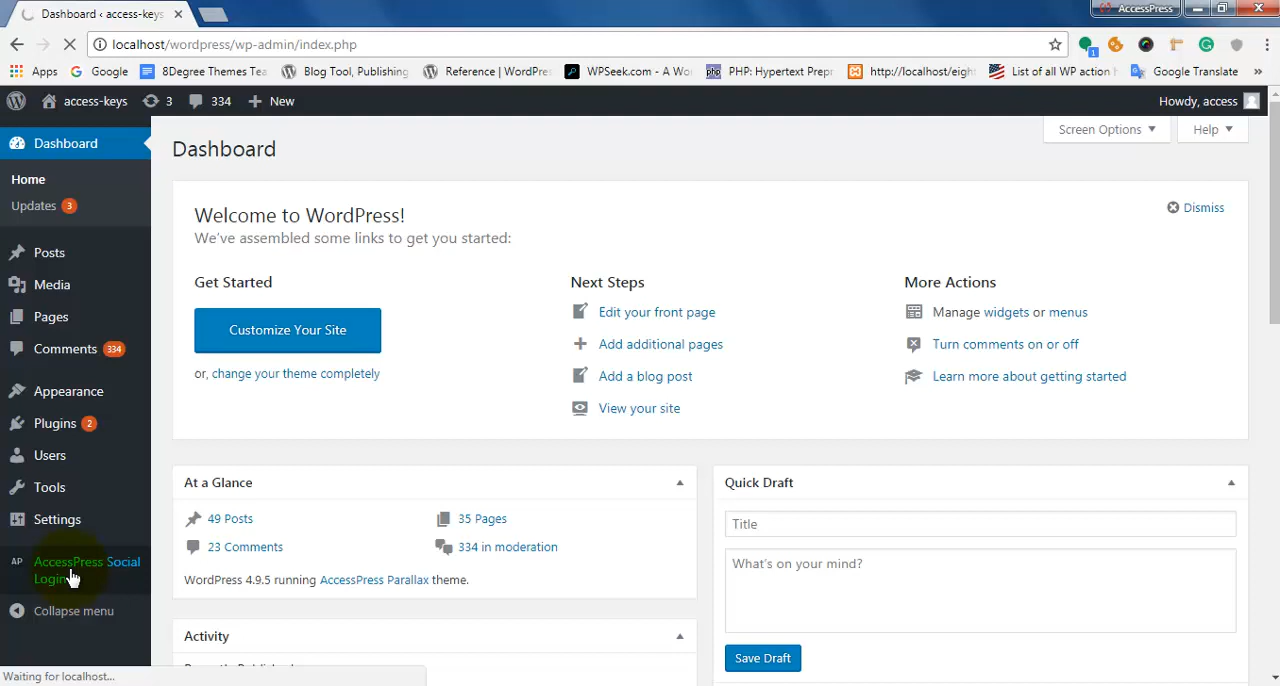 Dashboard ‹ access-keys
AccessPress
localhost/wordpress/wp-admin/index.php
1
Apps Google 8Degree Themes Tea Blog Tool, Publishing Reference | WordPres WPSeek.com - A Wo PHP: Hypertext Prepr http://localhost/eigh List of all WP action Google Translate »
access-keys 3 334 New Howdy, access
Dashboard
Screen Options Help
Dashboard
Home
Updates 3
Posts
Media
Pages
Comments 334
Appearance
Plugins 2
Users
Tools
Settings
AP AccessPress Social
Login
Collapse menu
Welcome to WordPress!
Dismiss
We've assembled some links to get you started:
Get Started
Customize Your Site
or, change your theme completely
Next Steps
Edit your front page
Add additional pages
Add a blog post
View your site
More Actions
Manage widgets or menus
Turn comments on or off
Learn more about getting started
At a Glance
49 Posts 35 Pages
23 Comments 334 in moderation
WordPress 4.9.5 running AccessPress Parallax theme.
Activity
Quick Draft
Title
What's on your mind?
Save Draft
Waiting for localhost...